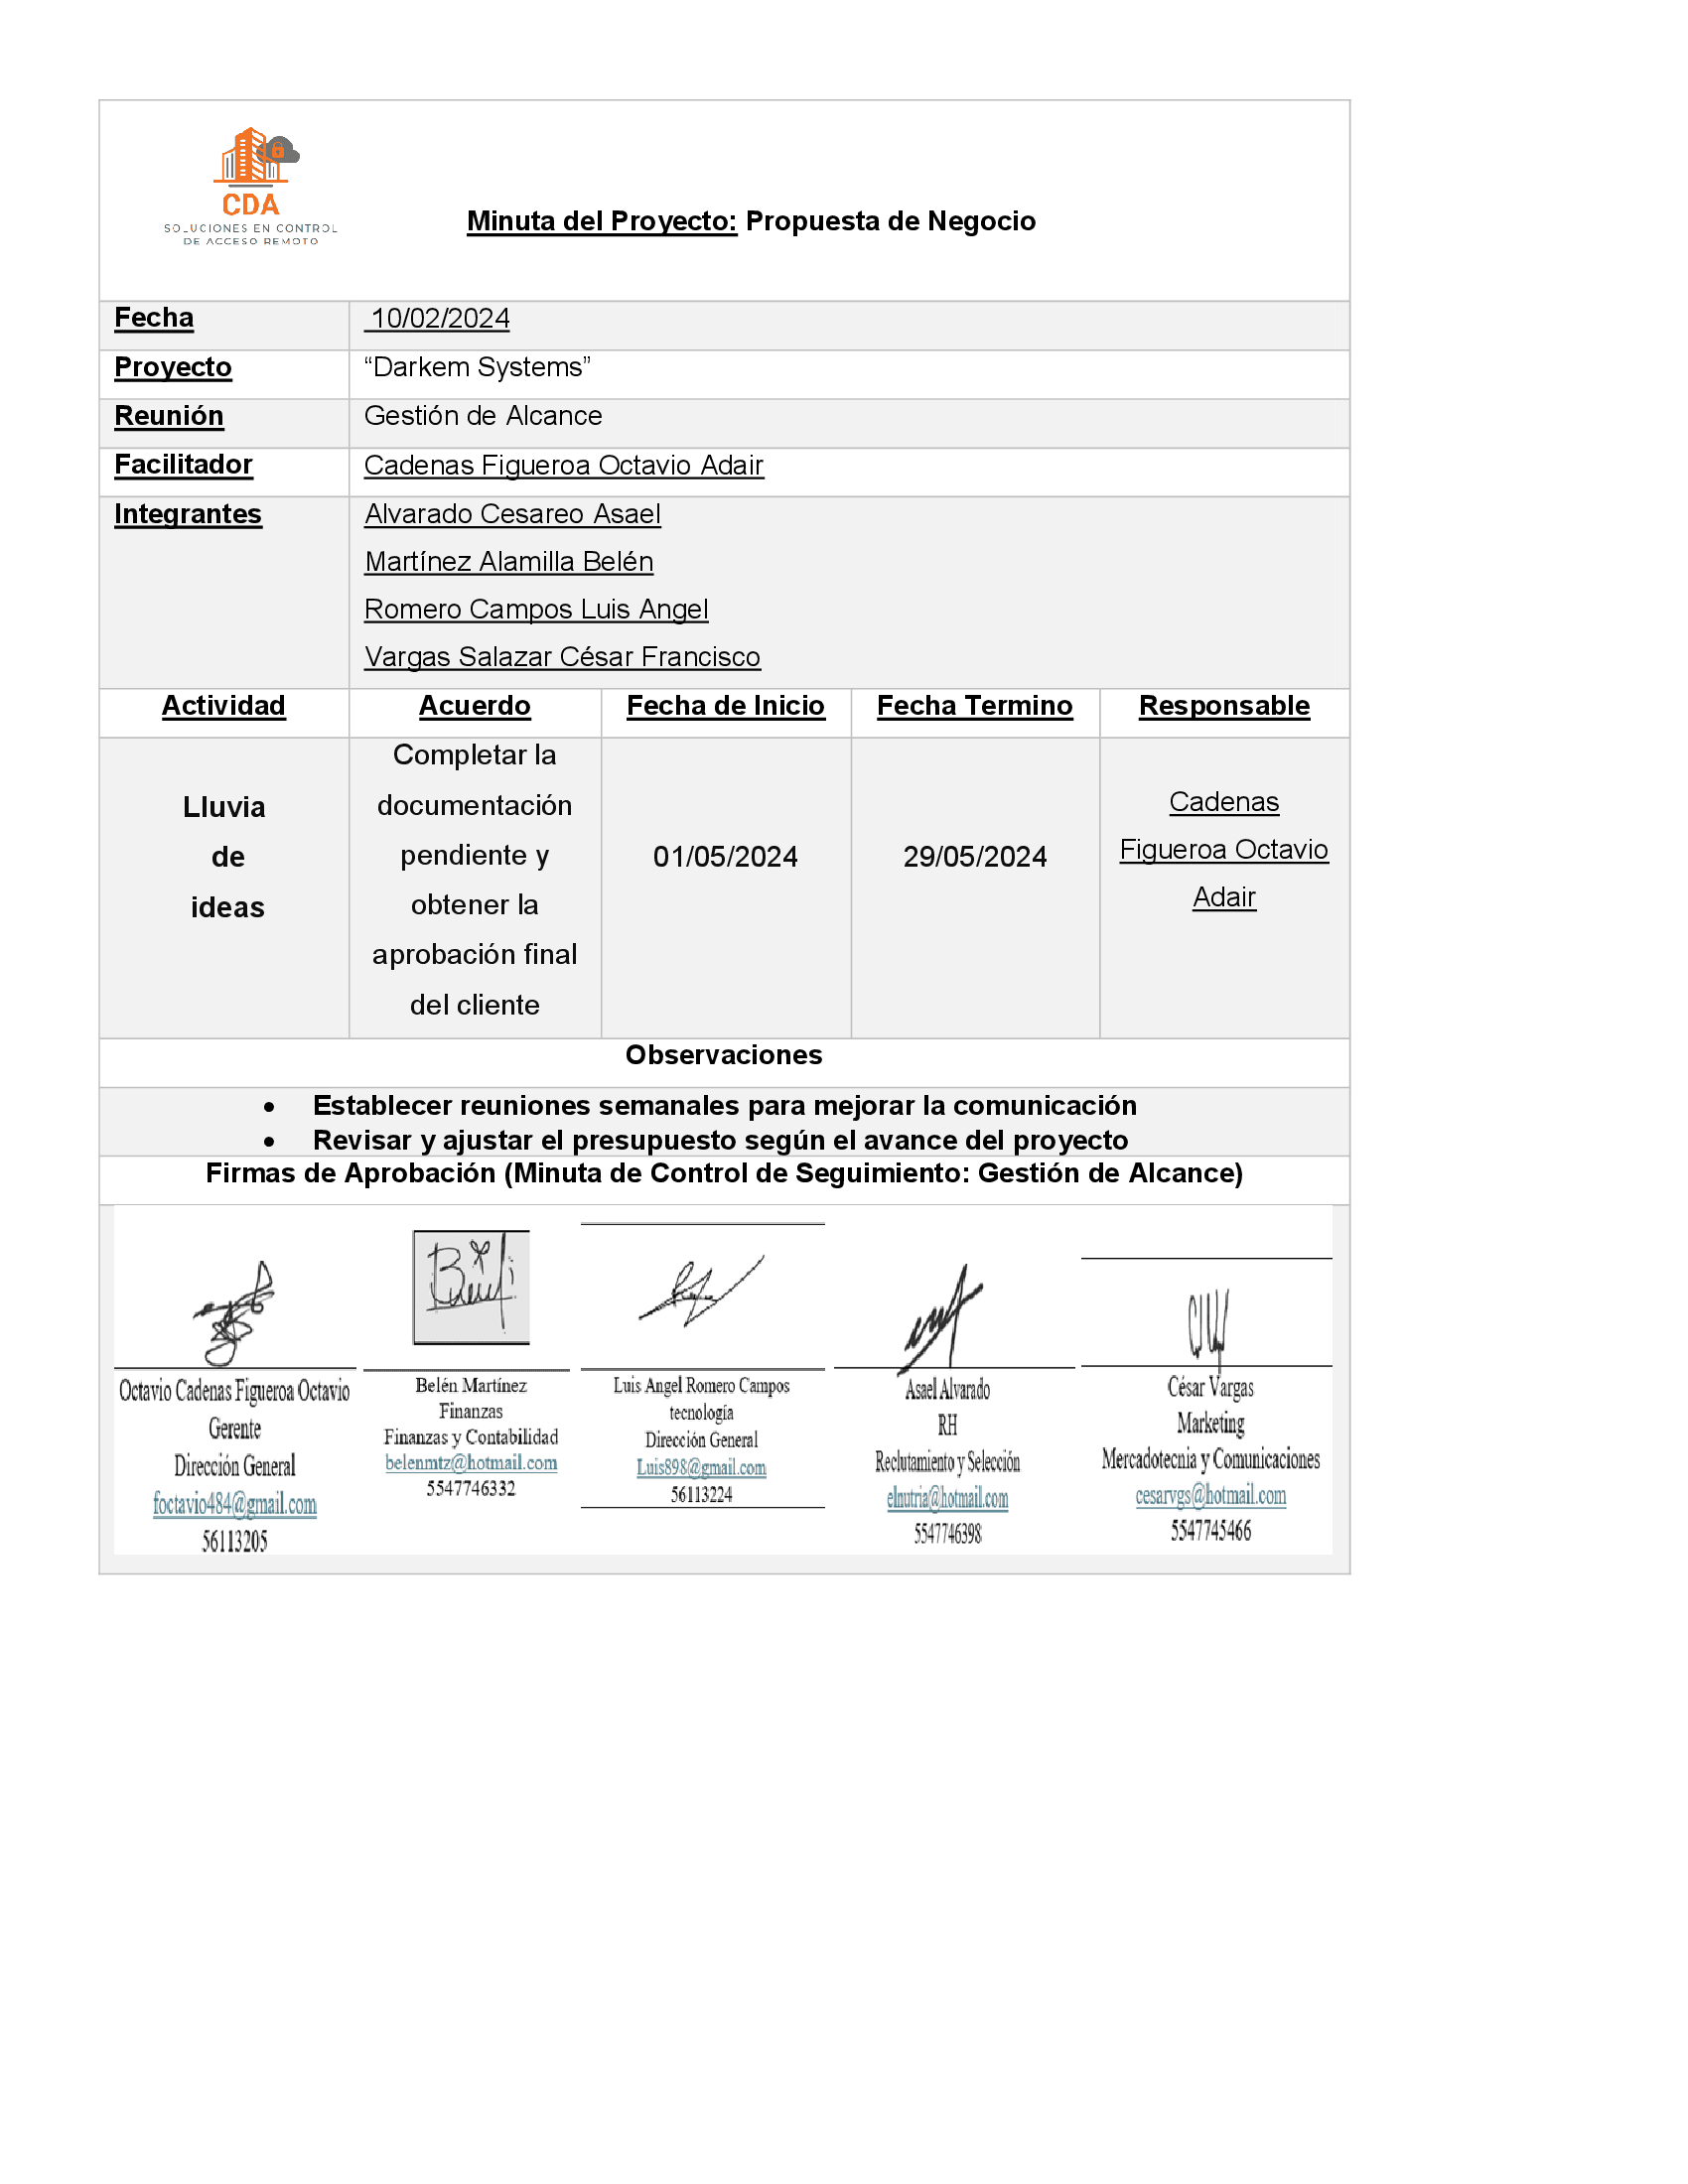 CDA
SOLUCIONES EN CONTROL
DE ACCESO REMOTO
Minuta del Proyecto: Propuesta de Negocio
Fecha 10/02/2024
Proyecto “Darkem Systems”
Reunión Gestión de Alcance
Facilitador Cadenas Figueroa Octavio Adair
Integrantes Alvarado Cesareo Asael
Martínez Alamilla Belén
Romero Campos Luis Angel
Vargas Salazar César Francisco
Actividad Acuerdo Fecha de Inicio Fecha Termino Responsable
Lluvia
de
ideas
Completar la
documentación
pendiente y
obtener la
aprobación final
del cliente
01/05/2024
29/05/2024
Cadenas
Figueroa Octavio
Adair
Observaciones
• Establecer reuniones semanales para mejorar la comunicación
• Revisar y ajustar el presupuesto según el avance del proyecto
Firmas de Aprobación (Minuta de Control de Seguimiento: Gestión de Alcance)
Octavio Cadenas Figueroa Octavio
Gerente
Dirección General
foctavio484@gmail.com
56113205
Belén Martínez
Finanzas
Finanzas y Contabilidad
belenmtz@hotmail.com
5547746332
Luis Angel Romero Campos
tecnología
Dirección General
Luis898@gmail.com
56113224
Asael Alvarado
RH
Reclutamiento y Selección
elnutria@hotmail.com
5547746398
César Vargas
Marketing
Mercadotecnia y Comunicaciones
cesarvgs@hotmail.com
5547745466